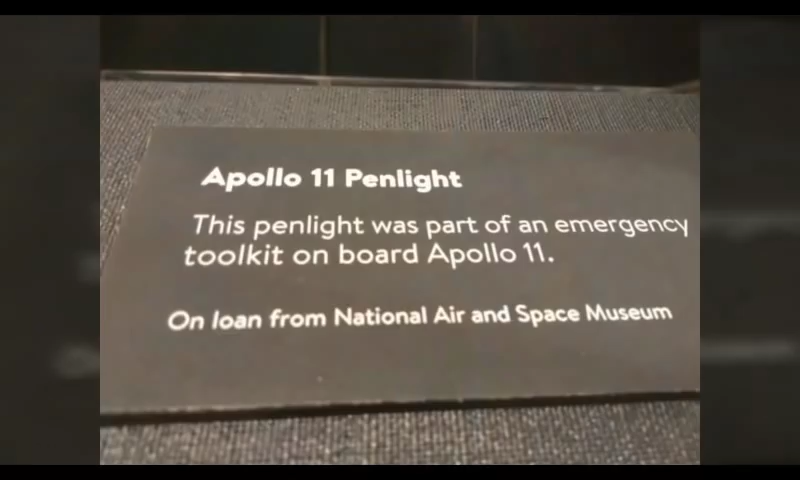 Apollo 11 Penlight
This penlight was part of an emergency
toolkit on board Apollo 11.
On loan from National Air and Space Museum